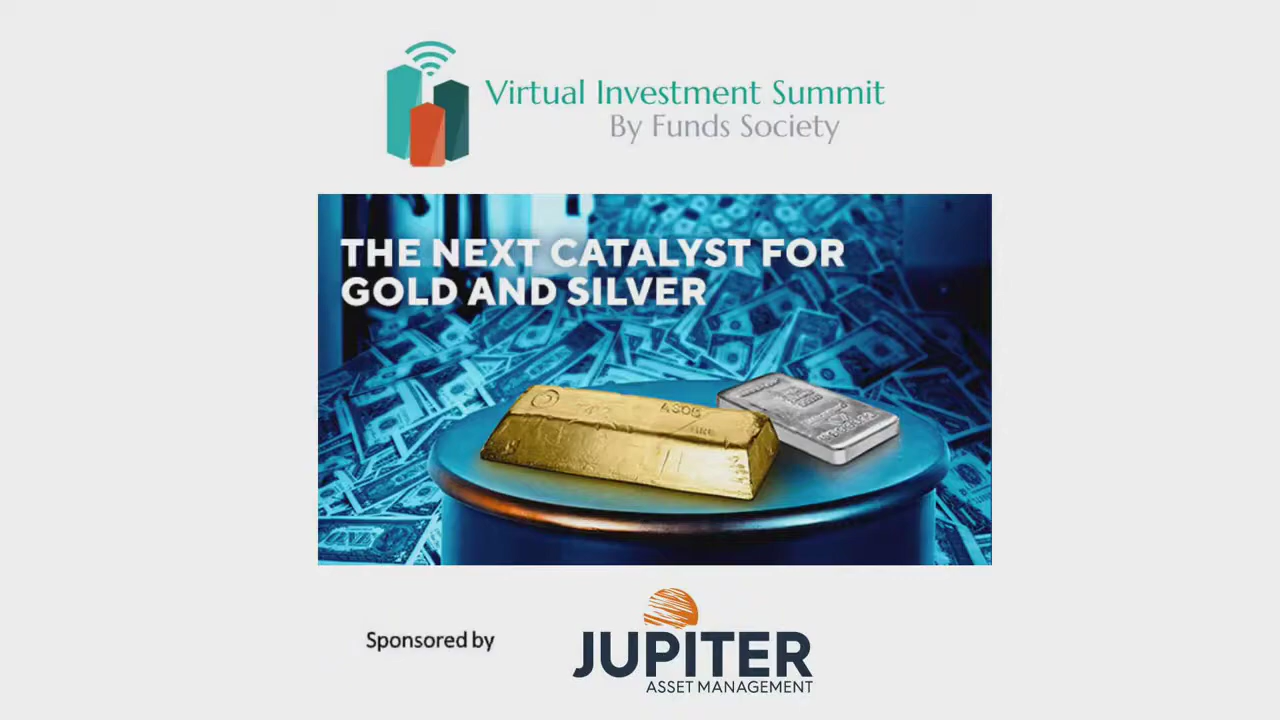 Virtual Investment Summit
By Funds Society
THE NEXT CATALYST FOR
GOLD AND SILVER
Sponsored by
JUPITER
ASSET MANAGEMENT